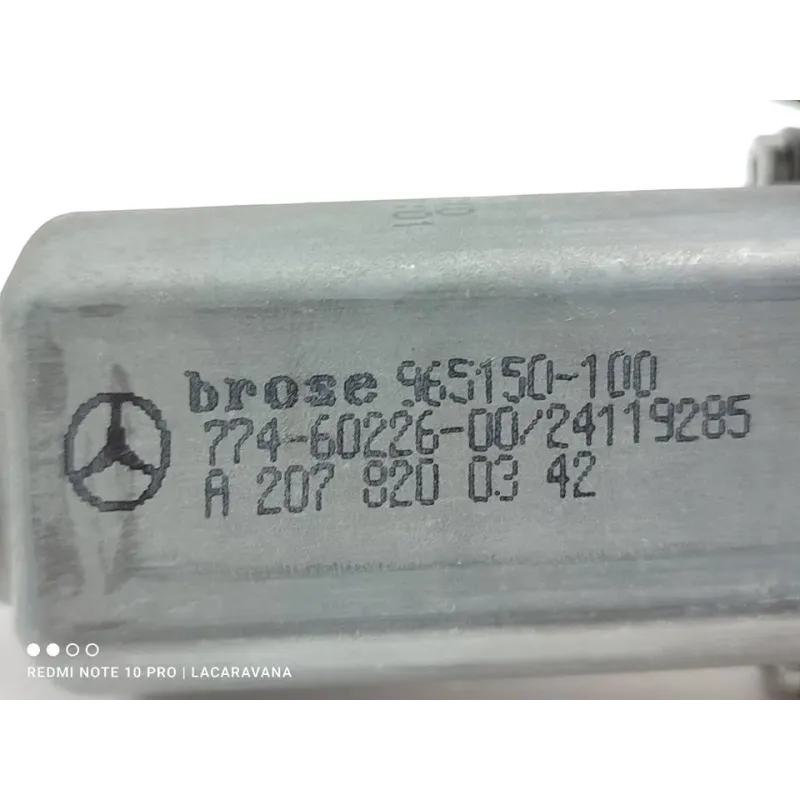 brose 965150-100
774-60226-00/24119285
A 207 820 03 42
REDMI NOTE 10 PRO | LACARAVANA